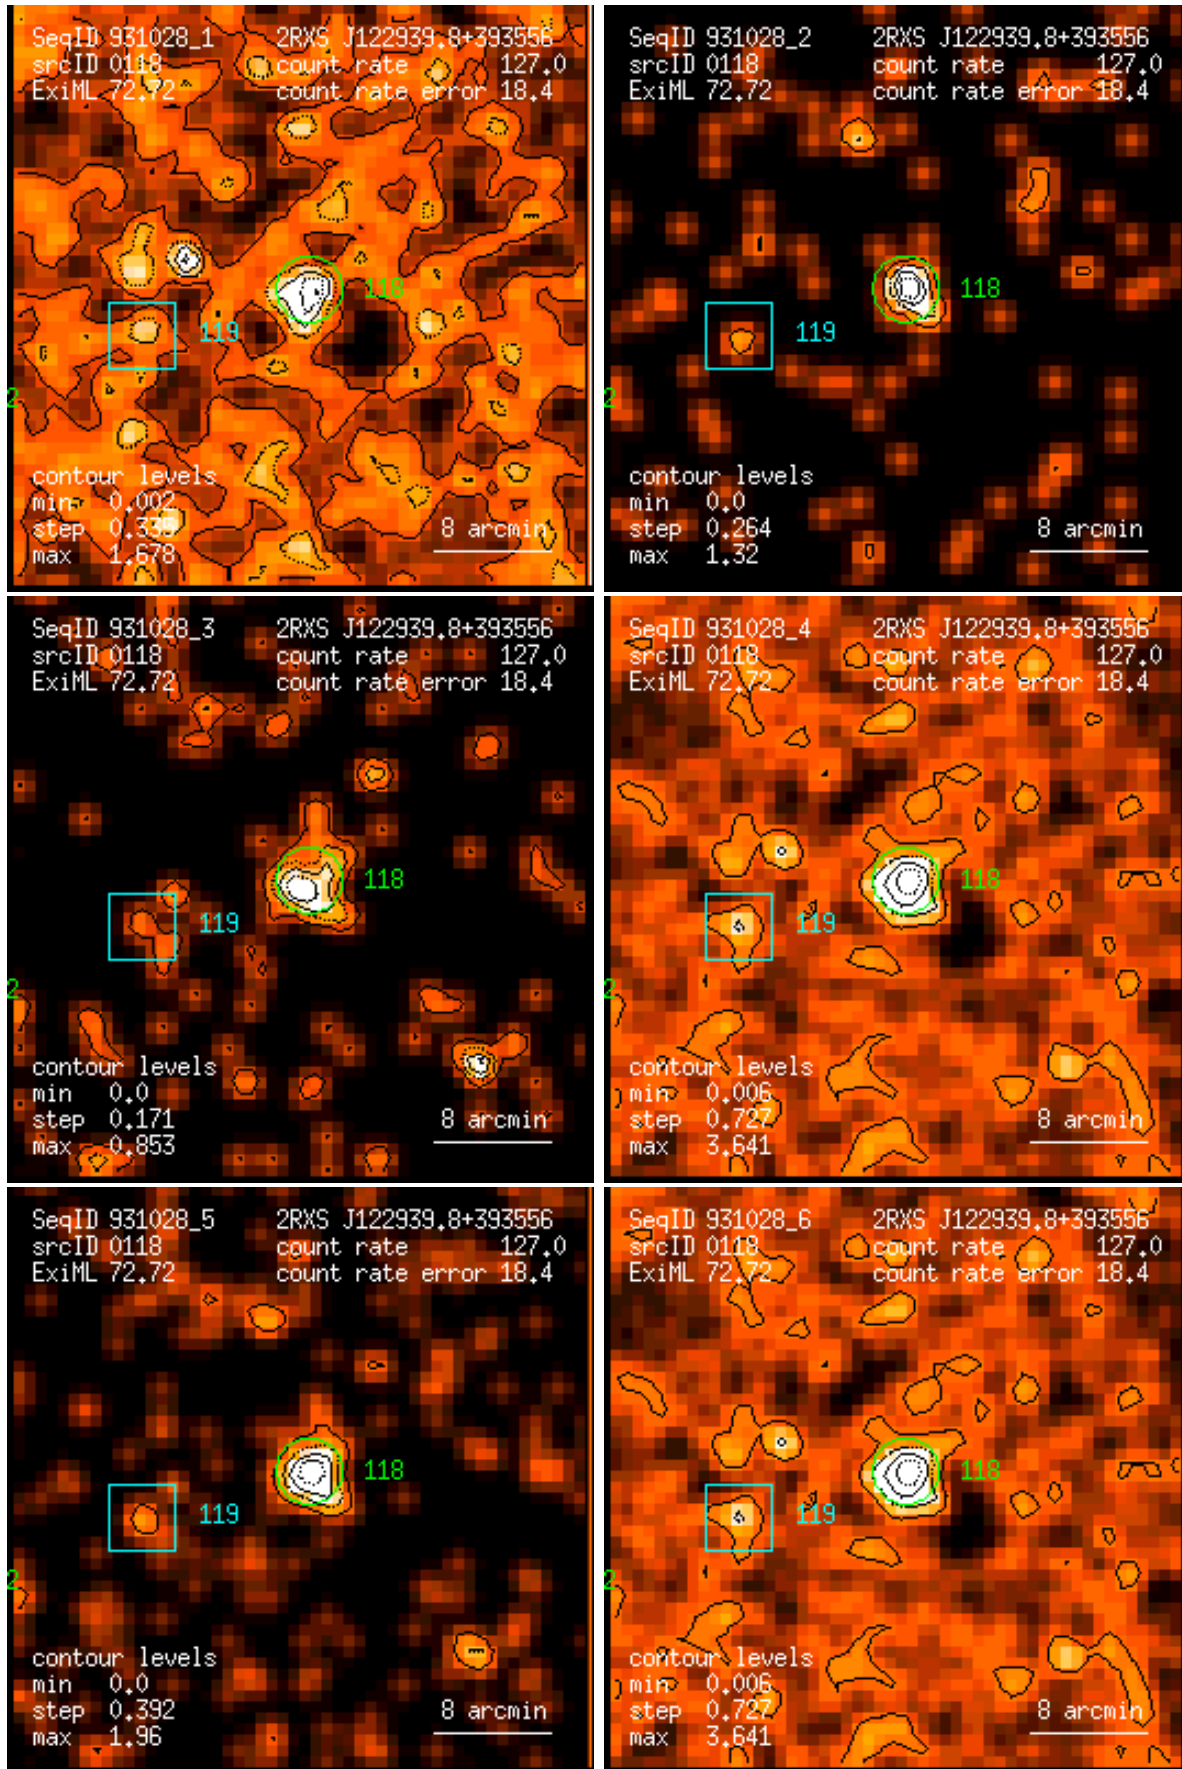 SeqID 931028_1 2RXS J122939.8+393556
srcID 0118 count rate 127.0
ExiML 72.72 count rate error 18.4
118
119
2
contour levels
min 0.002
step 0.335
max 1.678
8 arcmin
SeqID 931028_2 2RXS J122939.8+393556
srcID 0118 count rate 127.0
ExiML 72.72 count rate error 18.4
118
119
2
contour levels
min 0.0
step 0.264
max 1.32
8 arcmin
SeqID 931028_3 2RXS J122939.8+393556
srcID 0118 count rate 127.0
ExiML 72.72 count rate error 18.4
118
119
2
contour levels
min 0.0
step 0.171
max 0.853
8 arcmin
SeqID 931028_4 2RXS J122939.8+393556
srcID 0118 count rate 127.0
ExiML 72.72 count rate error 18.4
118
119
2
contour levels
min 0.006
step 0.727
max 3.641
8 arcmin
SeqID 931028_5 2RXS J122939.8+393556
srcID 0118 count rate 127.0
ExiML 72.72 count rate error 18.4
118
119
2
contour levels
min 0.0
step 0.392
max 1.96
8 arcmin
SeqID 931028_6 2RXS J122939.8+393556
srcID 0118 count rate 127.0
ExiML 72.72 count rate error 18.4
118
119
2
contour levels
min 0.006
step 0.727
max 3.641
8 arcmin